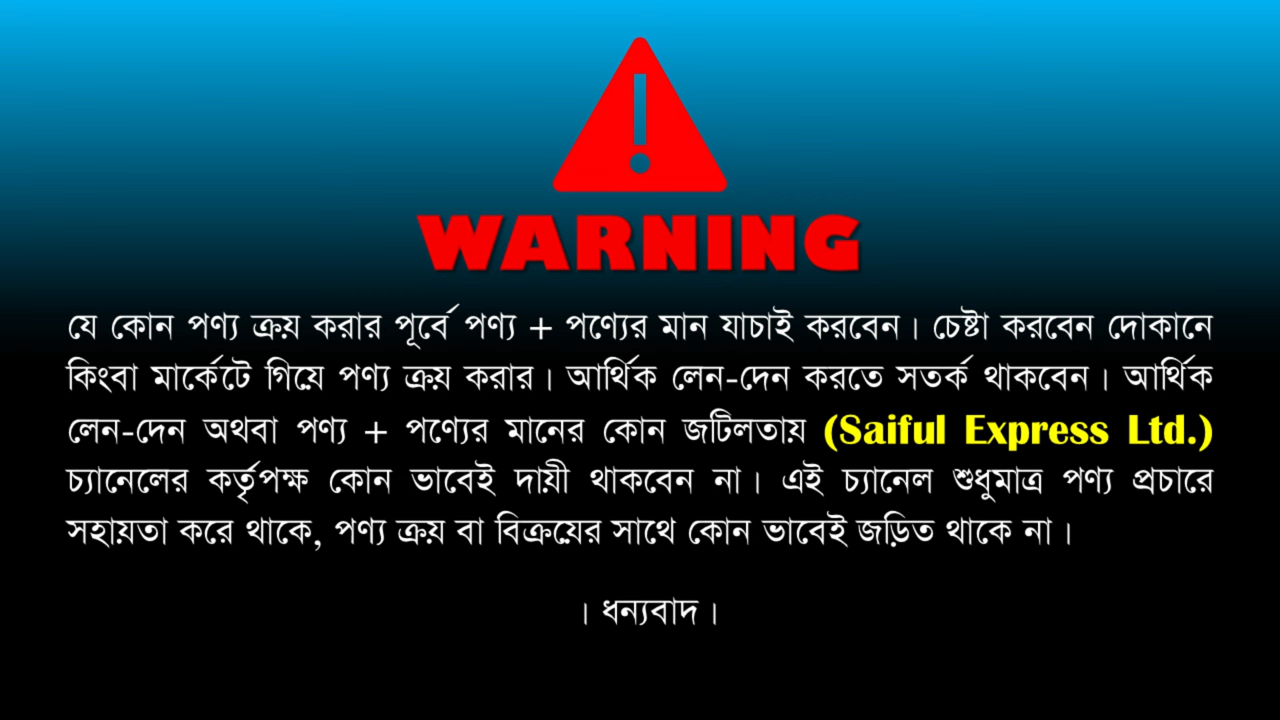 WARNING
যে কোন পণ্য ক্রয় করার পূর্বে পণ্য + পণ্যের মান যাচাই করবেন। চেষ্টা করবেন দোকানে
কিংবা মার্কেটে গিয়ে পণ্য ক্রয় করার। আর্থিক লেন-দেন করতে সতর্ক থাকবেন। আর্থিক
লেন-দেন অথবা পণ্য + পণ্যের মানের কোন জটিলতায় (Saiful Express Ltd.)
চ্যানেলের কর্তৃপক্ষ কোন ভাবেই দায়ী থাকবেন না। এই চ্যানেল শুধুমাত্র পণ্য প্রচারে
সহায়তা করে থাকে, পণ্য ক্রয় বা বিক্রয়ের সাথে কোন ভাবেই জড়িত থাকে না।
। ধন্যবাদ।